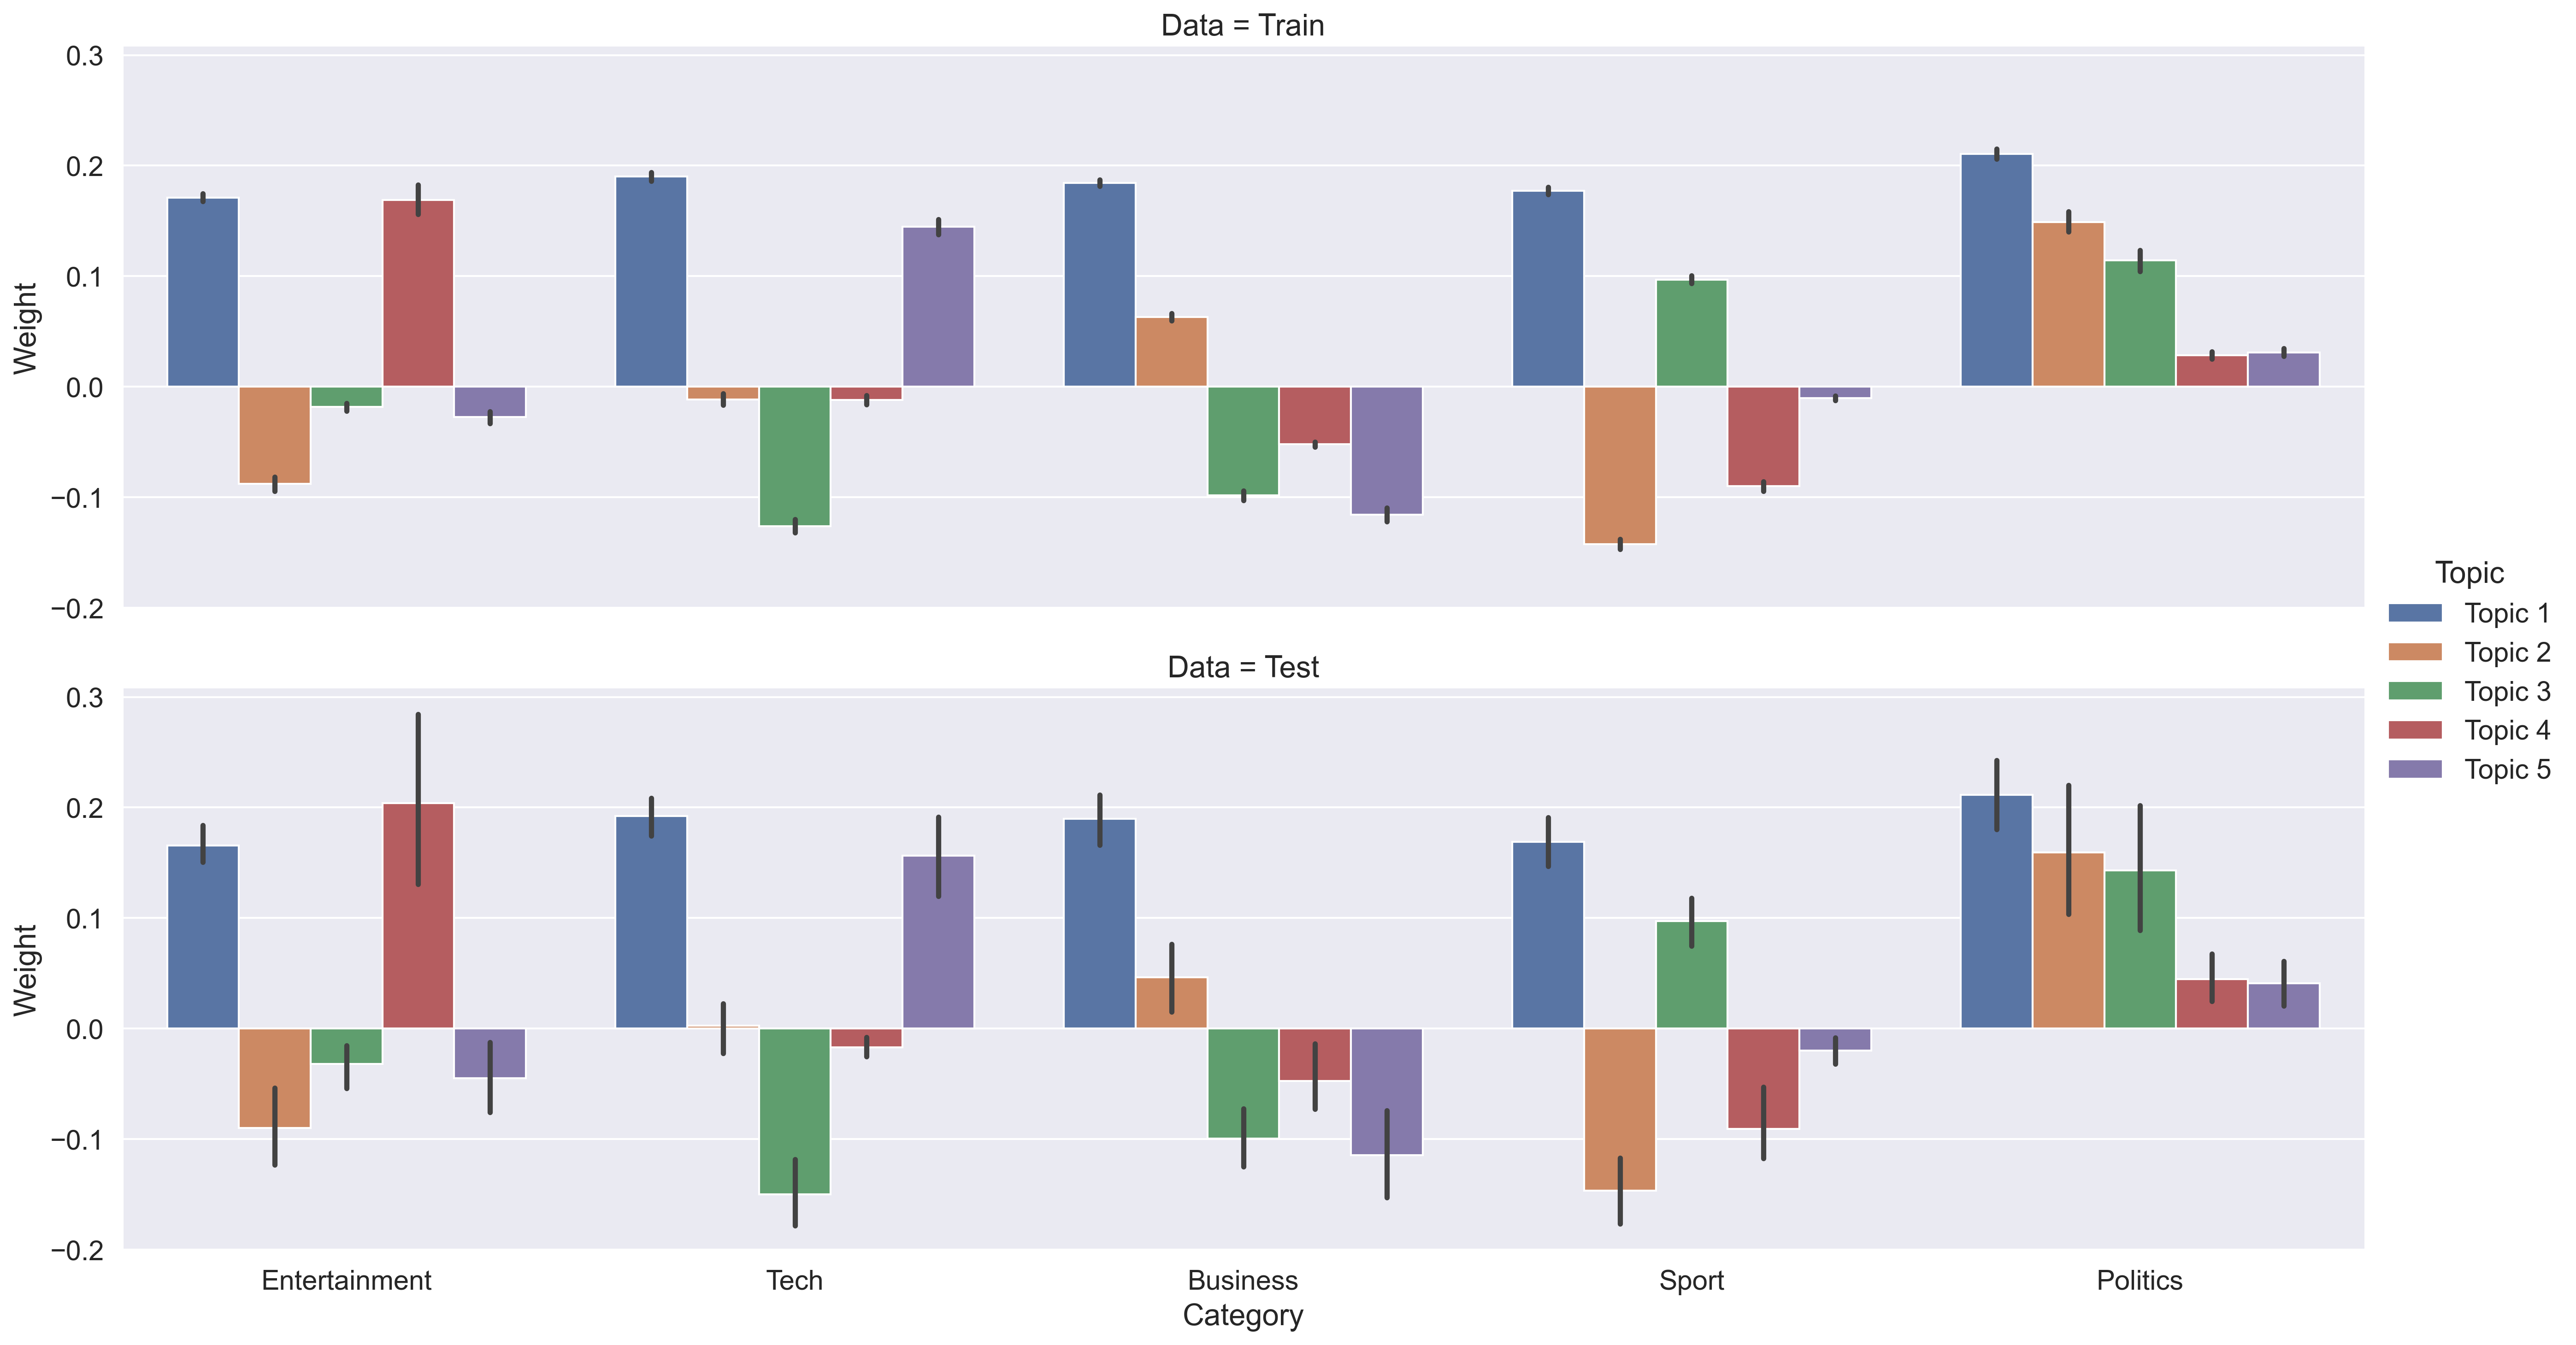 Data = Train
0.3
0.2
0.1
0.0
−0.1
−0.2
Weight
Data = Test
0.3
0.2
0.1
0.0
−0.1
−0.2
Weight
Entertainment
Tech
Business
Sport
Politics
Category
Topic
Topic 1
Topic 2
Topic 3
Topic 4
Topic 5